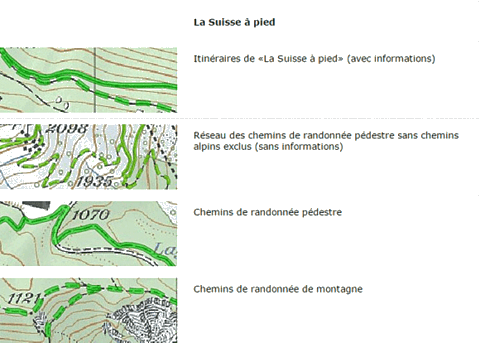 La Suisse à pied
Itinéraires de «La Suisse à pied» (avec informations)
2098
1935
Réseau des chemins de randonnée pédestre sans chemins
alpins exclus (sans informations)
1070
Chemins de randonnée pédestre
1121
Chemins de randonnée de montagne